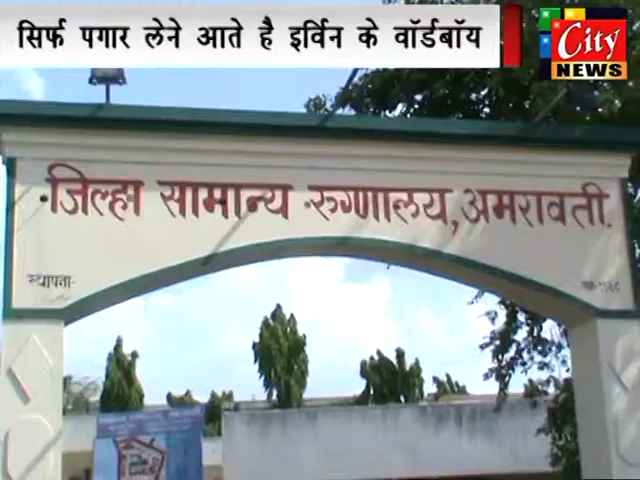 सिर्फ पगार लेने आते है इर्विन के वॉर्डबॉय
City
NEWS
जिल्हा सामान्य रुग्णालय, अमरावती.
स्थापना-